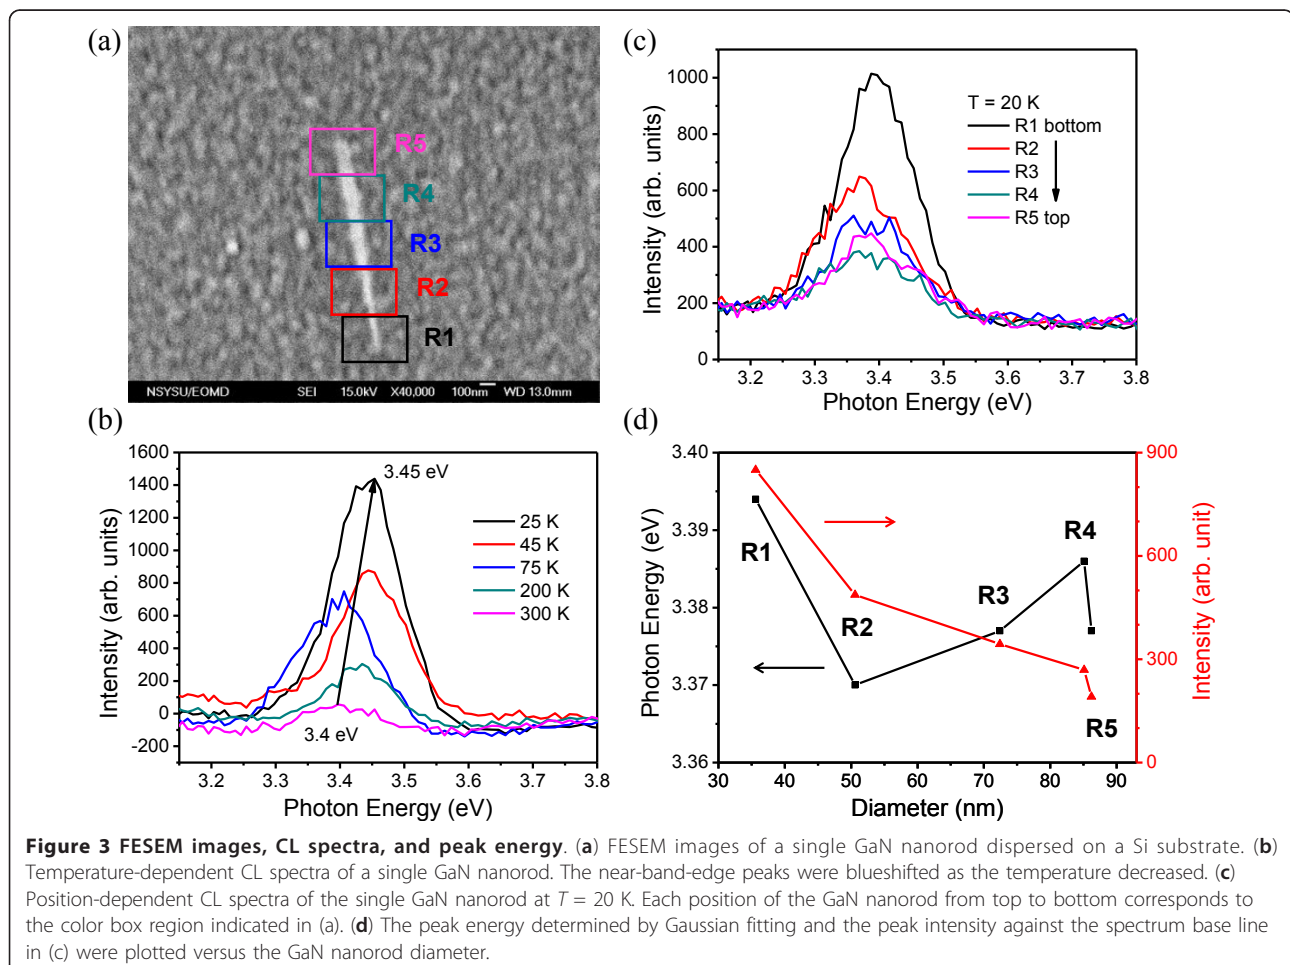 (a)
R5
R4
R3
R2
R1
NSYSU/EOMD SEI 15.0kV X40,000 100nm WD 13.0mm
(c)
Intensity (arb. units)
1000
800
600
400
200
0
T = 20 K
R1 bottom
R2
R3
R4
R5 top
3.2 3.3 3.4 3.5 3.6 3.7 3.8
Photon Energy (eV)
(b)
Intensity (arb. units)
1600
1400
1200
1000
800
600
400
200
0
-200
3.45 eV
3.4 eV
25 K
45 K
75 K
200 K
300 K
3.2 3.3 3.4 3.5 3.6 3.7 3.8
Photon Energy (eV)
(d)
Photon Energy (eV)
3.40
3.39
3.38
3.37
3.36
R1
R2
R3
R4
R5
900
600
300
0
Intensity (arb. unit)
30 40 50 60 70 80 90
Diameter (nm)
Figure 3 FESEM images, CL spectra, and peak energy. (a) FESEM images of a single GaN nanorod dispersed on a Si substrate. (b)
Temperature-dependent CL spectra of a single GaN nanorod. The near-band-edge peaks were blueshifted as the temperature decreased. (c)
Position-dependent CL spectra of the single GaN nanorod at T = 20 K. Each position of the GaN nanorod from top to bottom corresponds to
the color box region indicated in (a). (d) The peak energy determined by Gaussian fitting and the peak intensity against the spectrum base line
in (c) were plotted versus the GaN nanorod diameter.